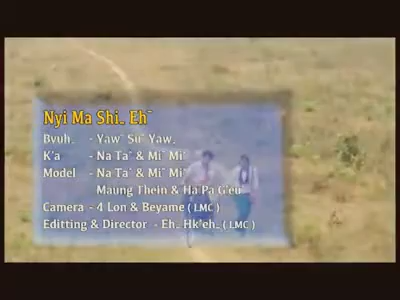 Nyi Ma Shi.. Eh˜
Bvuh.. - Yaw˜ Su˜ Yaw..
K'a - Na Ta˜ & Mi˜ Mi˜
Model - Na Ta˜ & Mi˜ Mi˜
Maung Thein & Ha Pa G'eu
Camera - 4 Lon & Beyame ( LMC )
Editting & Director - Eh.. Hk'eh.. ( LMC )